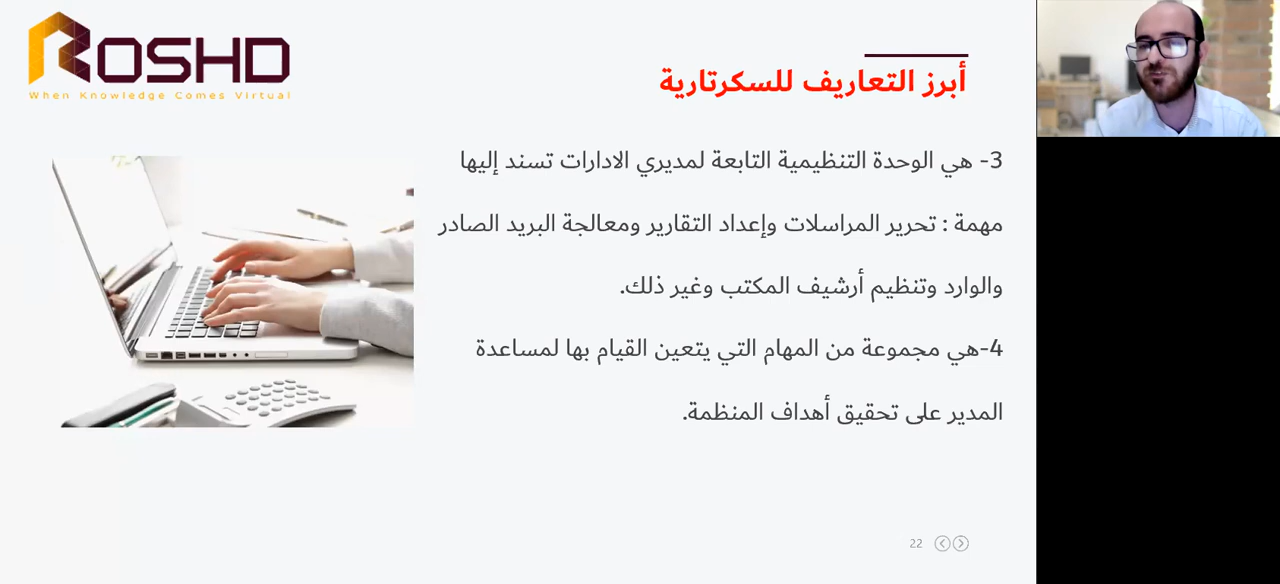 ROSHD
When Knowledge Comes Virtual
أبرز التعاريف للسكرتارية
3- هي الوحدة التنظيمية التابعة لمديري الادارات تسند إليها
مهمة : تحرير المراسلات وإعداد التقارير ومعالجة البريد الصادر
والوارد وتنظيم أرشيف المكتب وغير ذلك.
4-هي مجموعة من المهام التي يتعين القيام بها لمساعدة
المدير على تحقيق أهداف المنظمة.
22